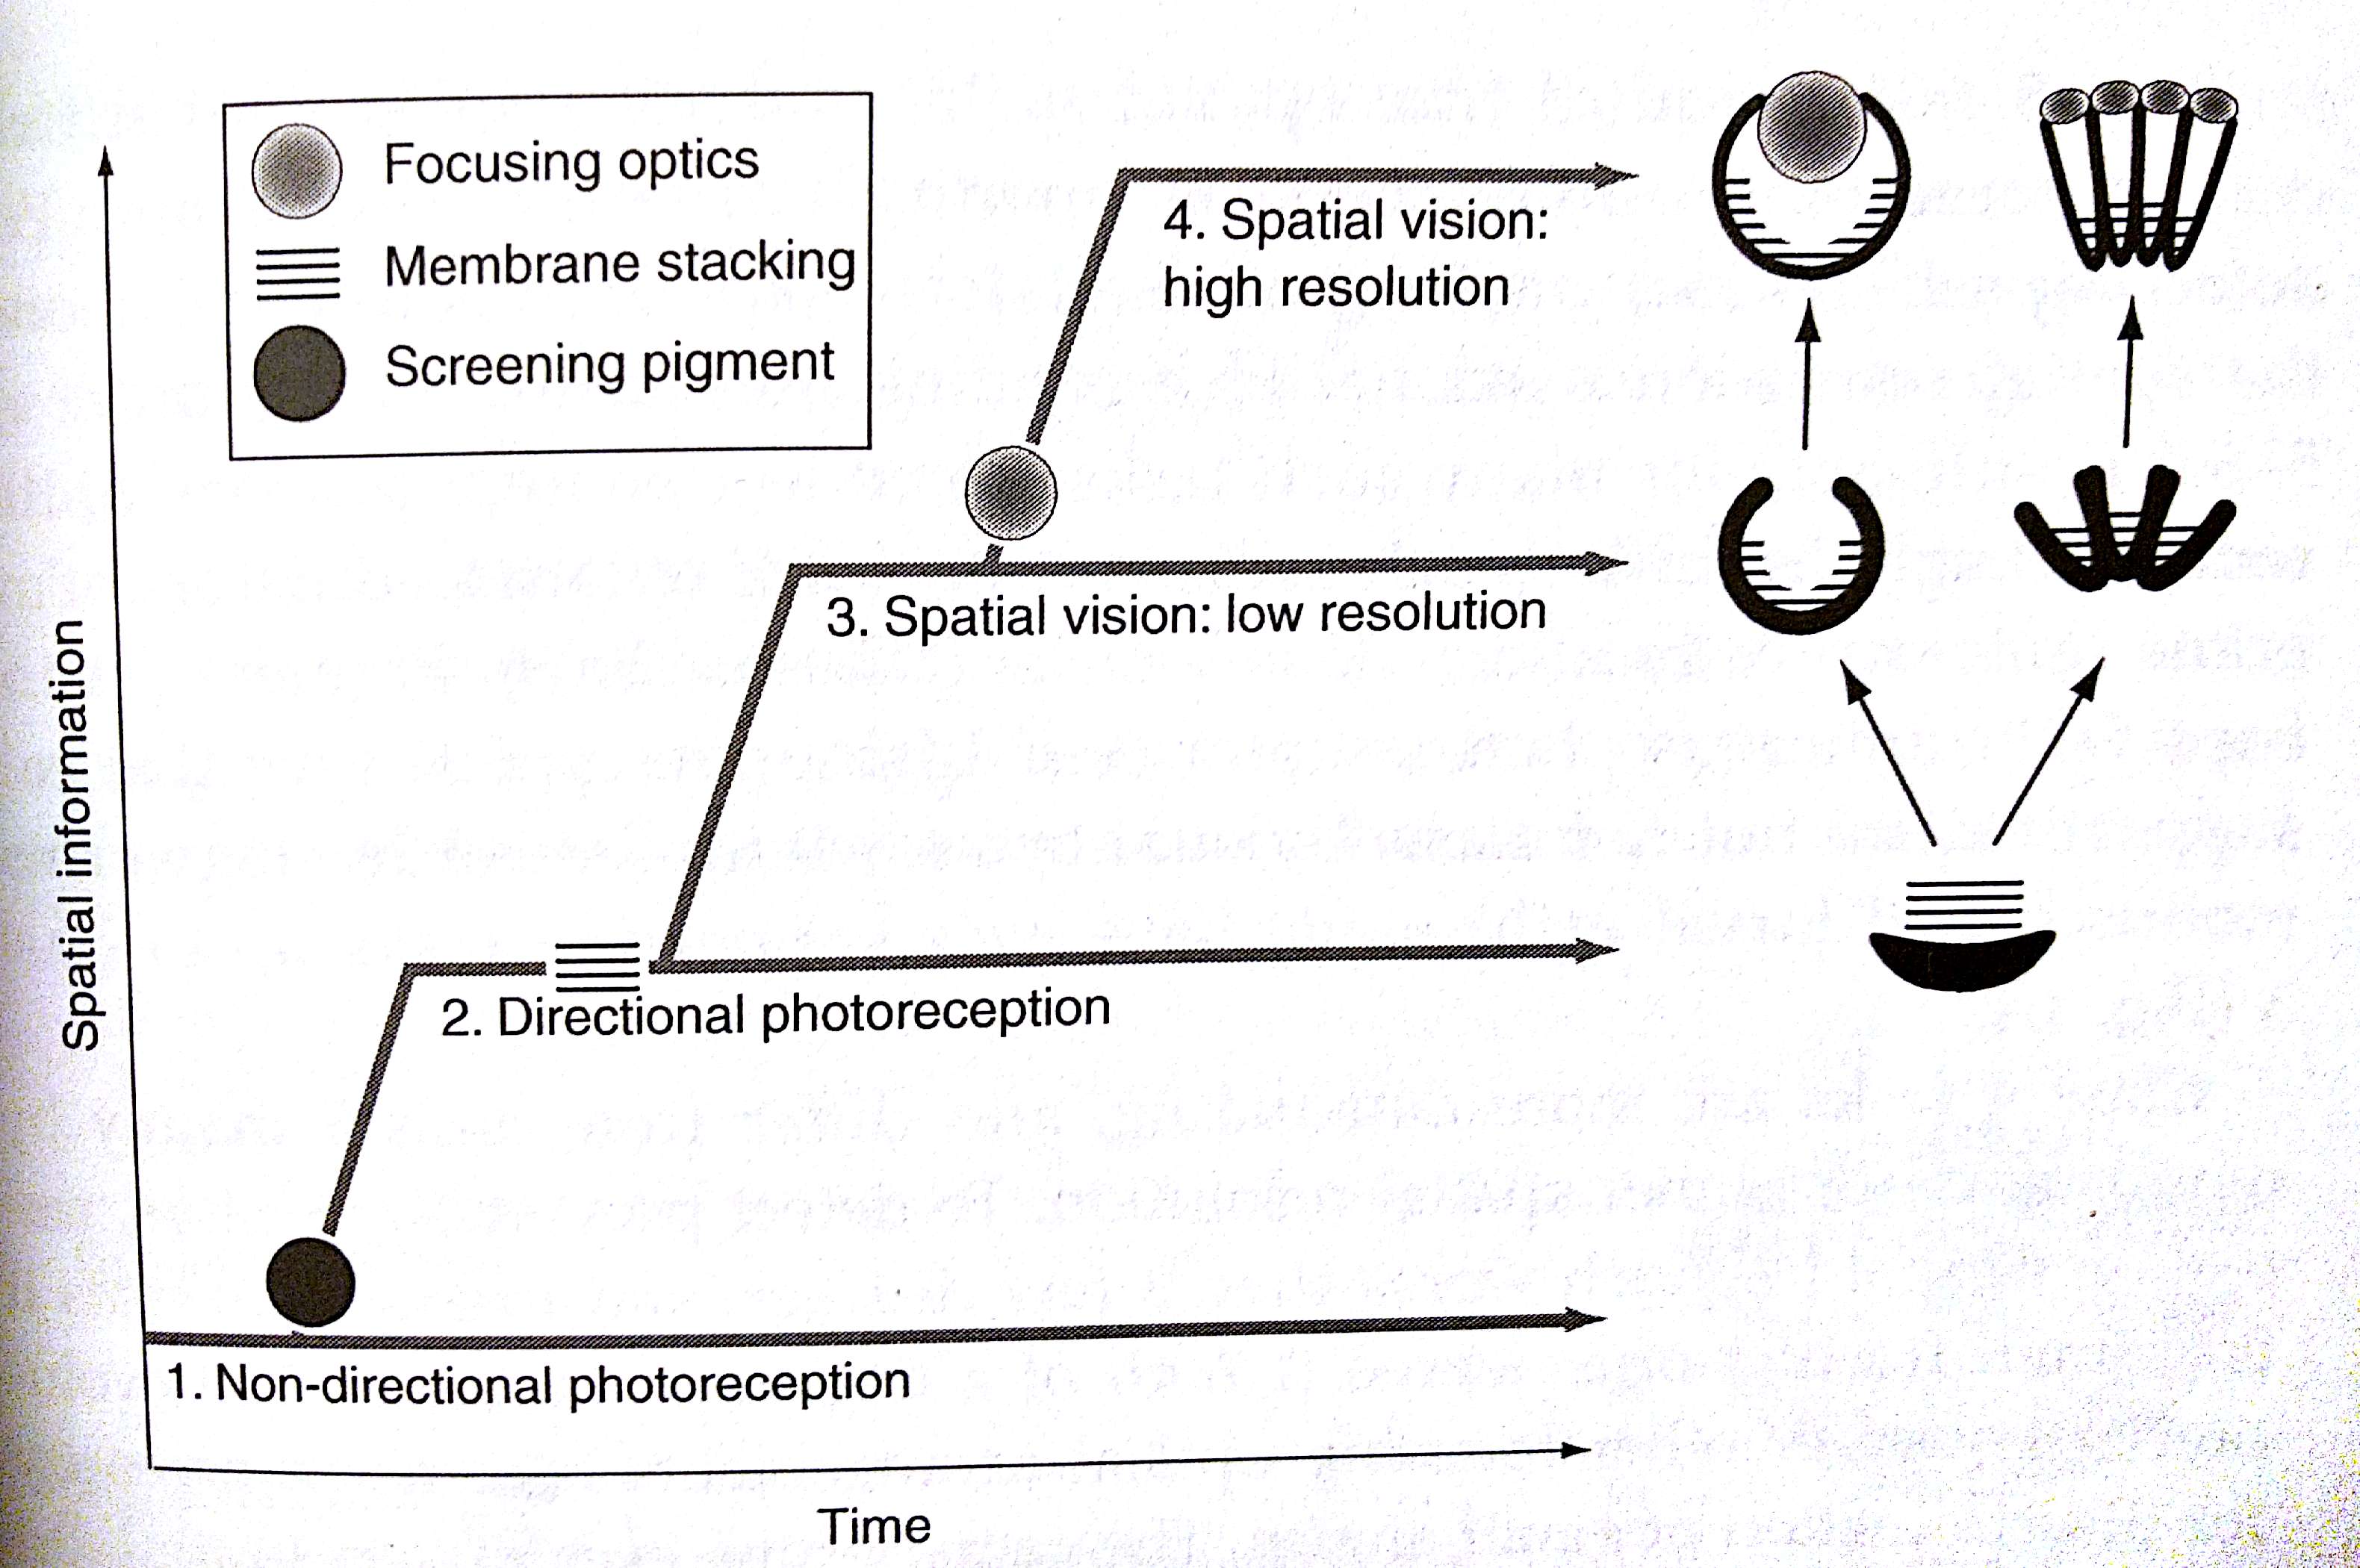 Focusing optics
Membrane stacking
Screening pigment
4. Spatial vision:
high resolution
3. Spatial vision: low resolution
2. Directional photoreception
1. Non-directional photoreception
Spatial information
Time